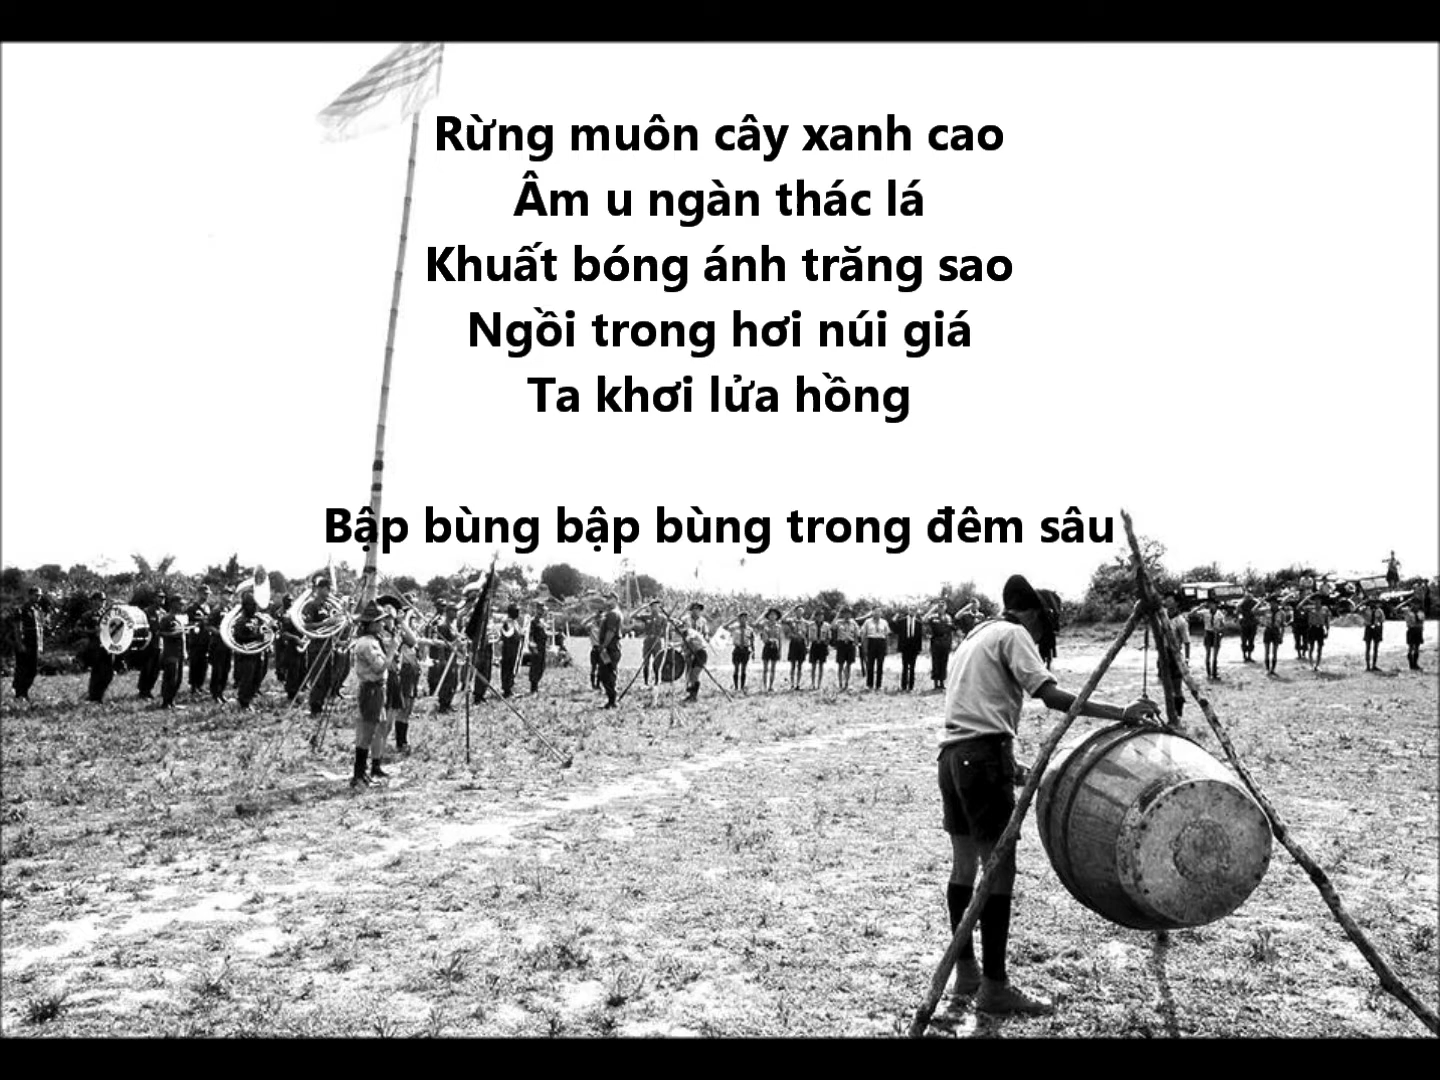 Rừng muôn cây xanh cao
Âm u ngàn thác lá
Khuất bóng ánh trăng sao
Ngồi trong hơi núi giá
Ta khơi lửa hồng
Bập bùng bập bùng trong đêm sâu